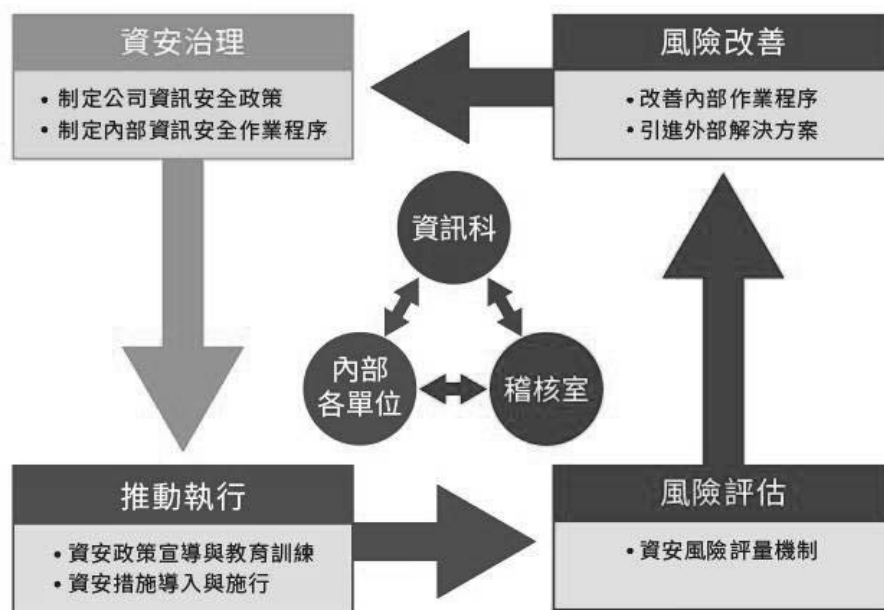 資安治理
• 制定公司資訊安全政策
• 制定內部資訊安全作業程序
風險改善
• 改善內部作業程序
• 引進外部解決方案
資訊科
內部
各單位
稽核室
推動執行
• 資安政策宣導與教育訓練
• 資安措施導入與施行
風險評估
• 資安風險評量機制